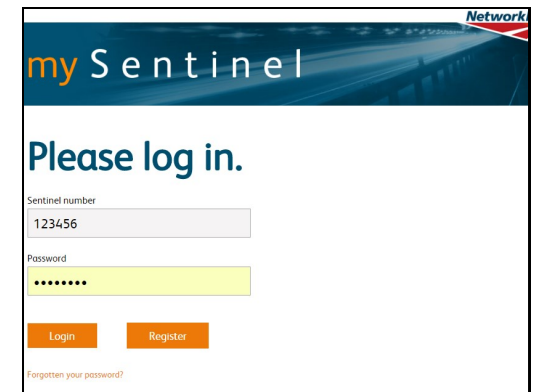 Network
my Sentinel
Please log in.
Sentinel number
123456
Password
••••••••
Login
Register
Forgotten your password?